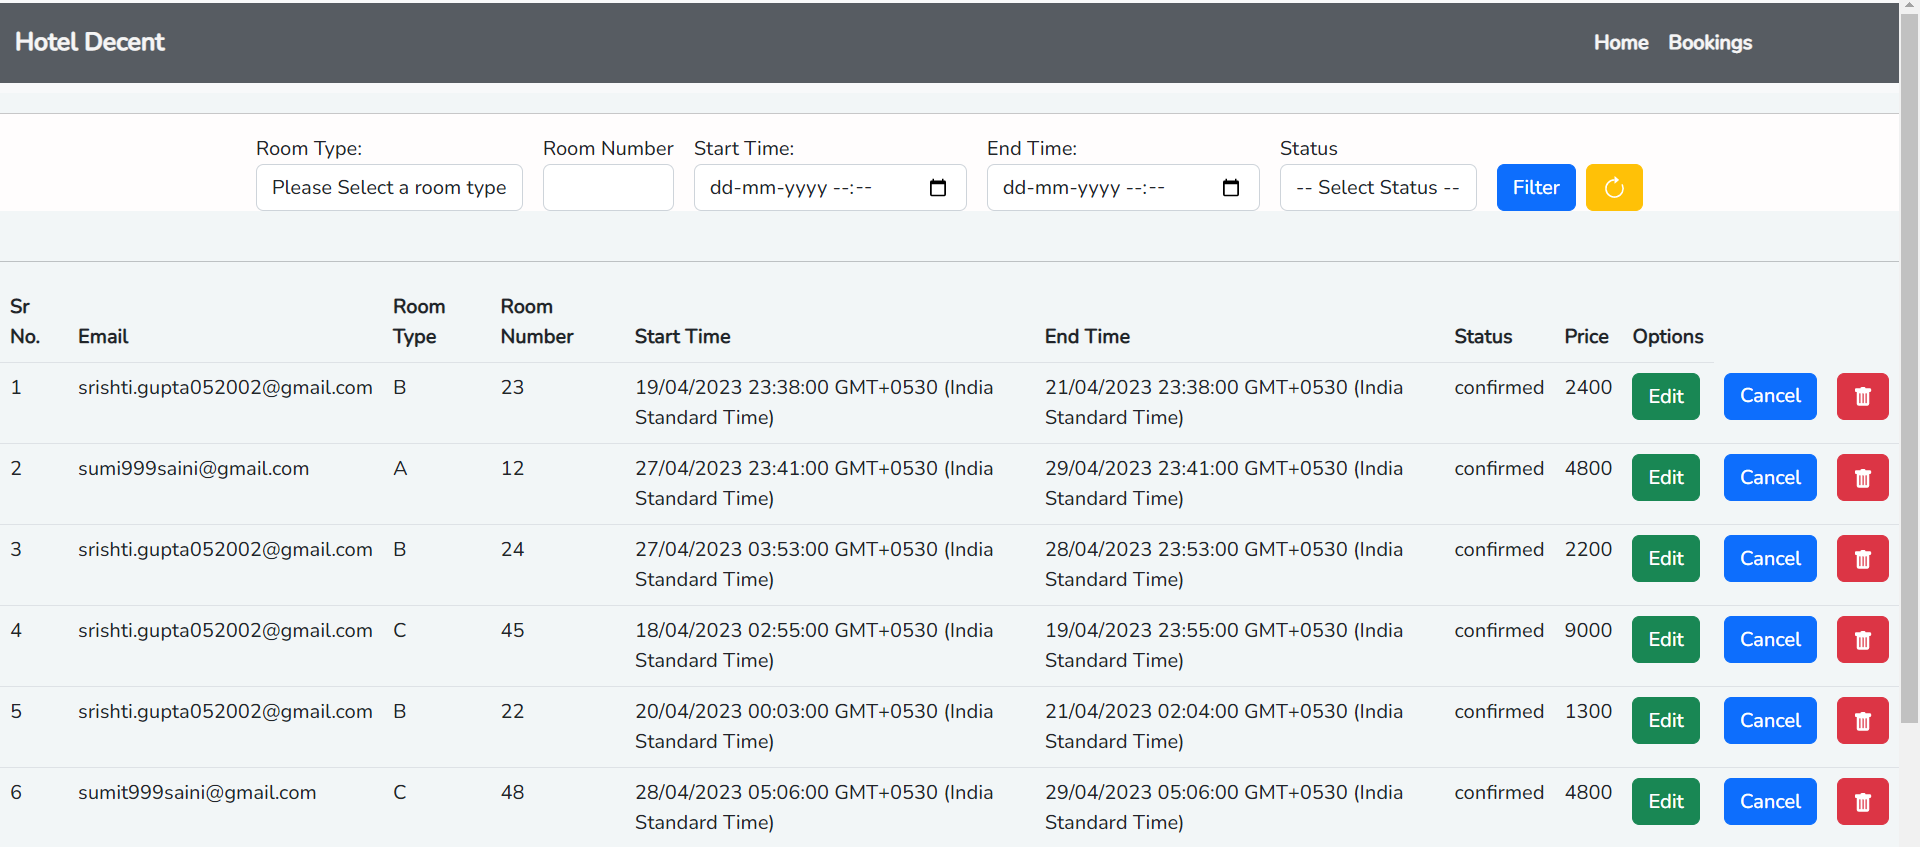 Hotel Decent Home Bookings
Room Type: Room Number Start Time: End Time: Status
Please Select a room type dd-mm-yyyy --:-- dd-mm-yyyy --:-- -- Select Status -- Filter
Sr Room Room
No. Email Type Number Start Time End Time Status Price Options
1 srishti.gupta052002@gmail.com B 23 19/04/2023 23:38:00 GMT+0530 (India 21/04/2023 23:38:00 GMT+0530 (India confirmed 2400 Edit Cancel
Standard Time) Standard Time)
2 sumi999saini@gmail.com A 12 27/04/2023 23:41:00 GMT+0530 (India 29/04/2023 23:41:00 GMT+0530 (India confirmed 4800 Edit Cancel
Standard Time) Standard Time)
3 srishti.gupta052002@gmail.com B 24 27/04/2023 03:53:00 GMT+0530 (India 28/04/2023 23:53:00 GMT+0530 (India confirmed 2200 Edit Cancel
Standard Time) Standard Time)
4 srishti.gupta052002@gmail.com C 45 18/04/2023 02:55:00 GMT+0530 (India 19/04/2023 23:55:00 GMT+0530 (India confirmed 9000 Edit Cancel
Standard Time) Standard Time)
5 srishti.gupta052002@gmail.com B 22 20/04/2023 00:03:00 GMT+0530 (India 21/04/2023 02:04:00 GMT+0530 (India confirmed 1300 Edit Cancel
Standard Time) Standard Time)
6 sumit999saini@gmail.com C 48 28/04/2023 05:06:00 GMT+0530 (India 29/04/2023 05:06:00 GMT+0530 (India confirmed 4800 Edit Cancel
Standard Time) Standard Time)